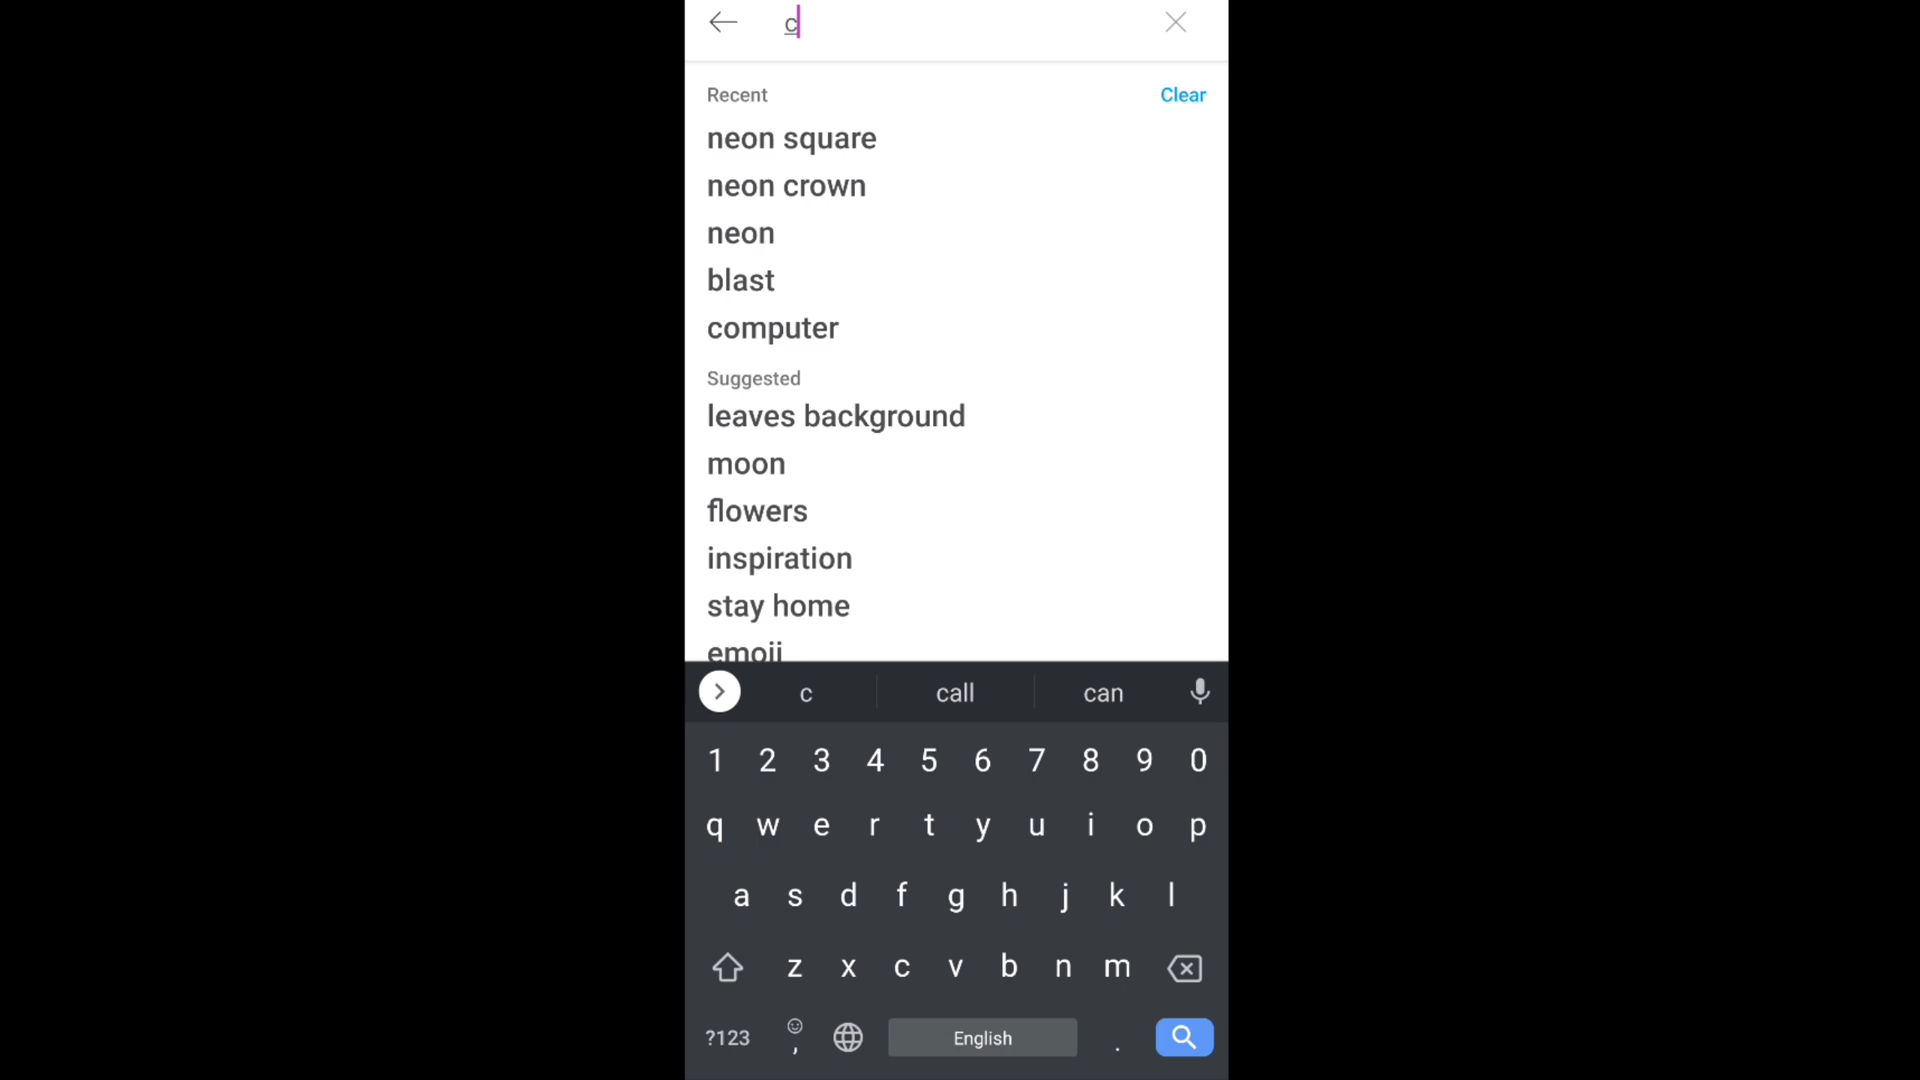 c
Recent Clear
neon square
neon crown
neon
blast
computer
Suggested
leaves background
moon
flowers
inspiration
stay home
emoji
c call can
1 2 3 4 5 6 7 8 9 0
q w e r t y u i o p
a s d f g h j k l
z x c v b n m
?123 , English .